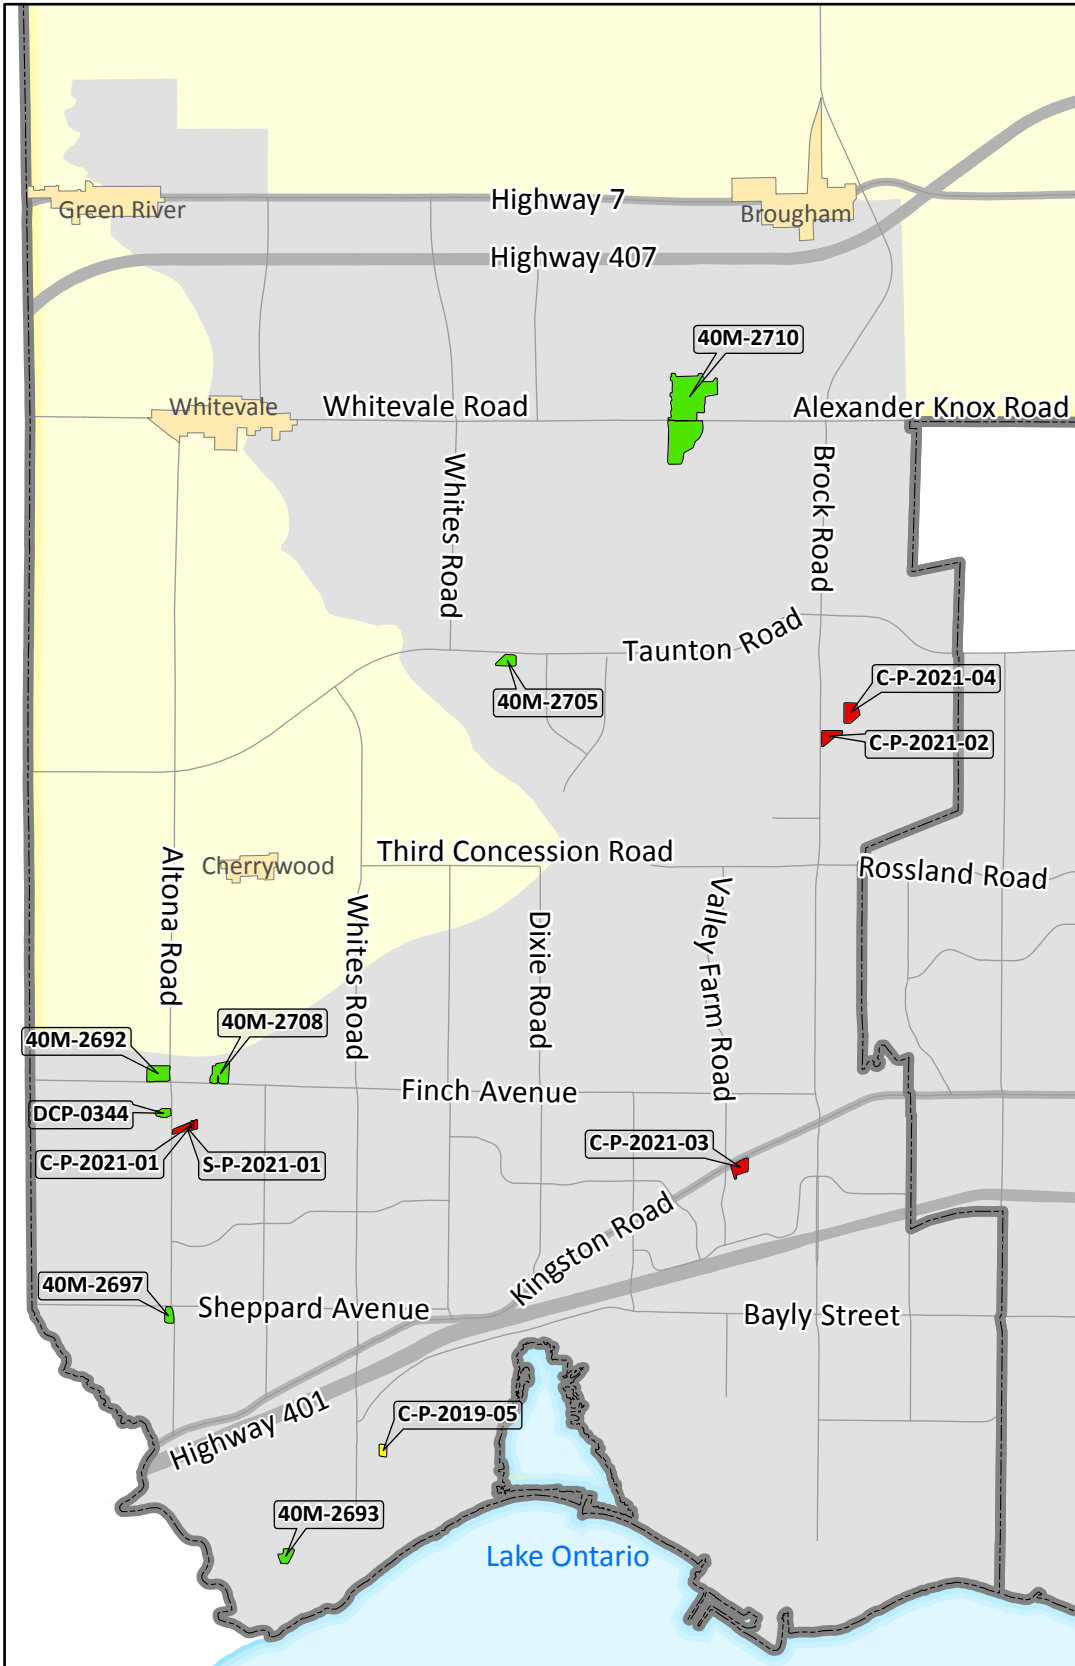 Highway 7
Green River
Brougham
Highway 407
40M-2710
Whitevale
Whitevale Road
Alexander Knox Road
Whites Road
Brock Road
Taunton Road
40M-2705
C-P-2021-04
C-P-2021-02
Third Concession Road
Cherrywood
Rossland Road
Altona Road
Whites Road
Dixie Road
Valley Farm Road
40M-2692
40M-2708
Finch Avenue
DCP-0344
C-P-2021-01
S-P-2021-01
C-P-2021-03
Kingston Road
40M-2697
Sheppard Avenue
Bayly Street
Highway 401
C-P-2019-05
40M-2693
Lake Ontario